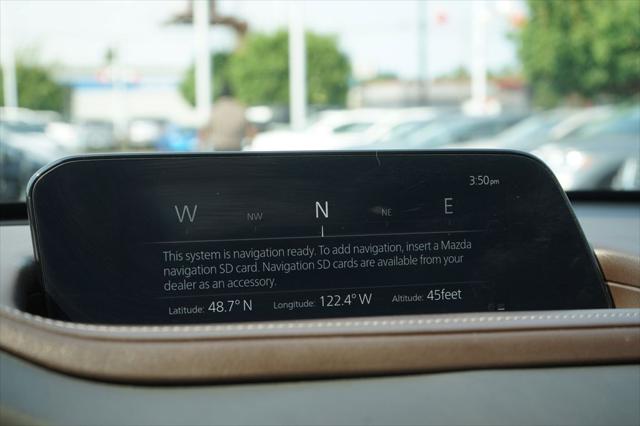 3:50pm
W NW N NE E
This system is navigation ready. To add navigation, insert a Mazda
navigation SD card. Navigation SD cards are available from your
dealer as an accessory.
Latitude: 48.7° N Longitude: 122.4° W Altitude: 45feet